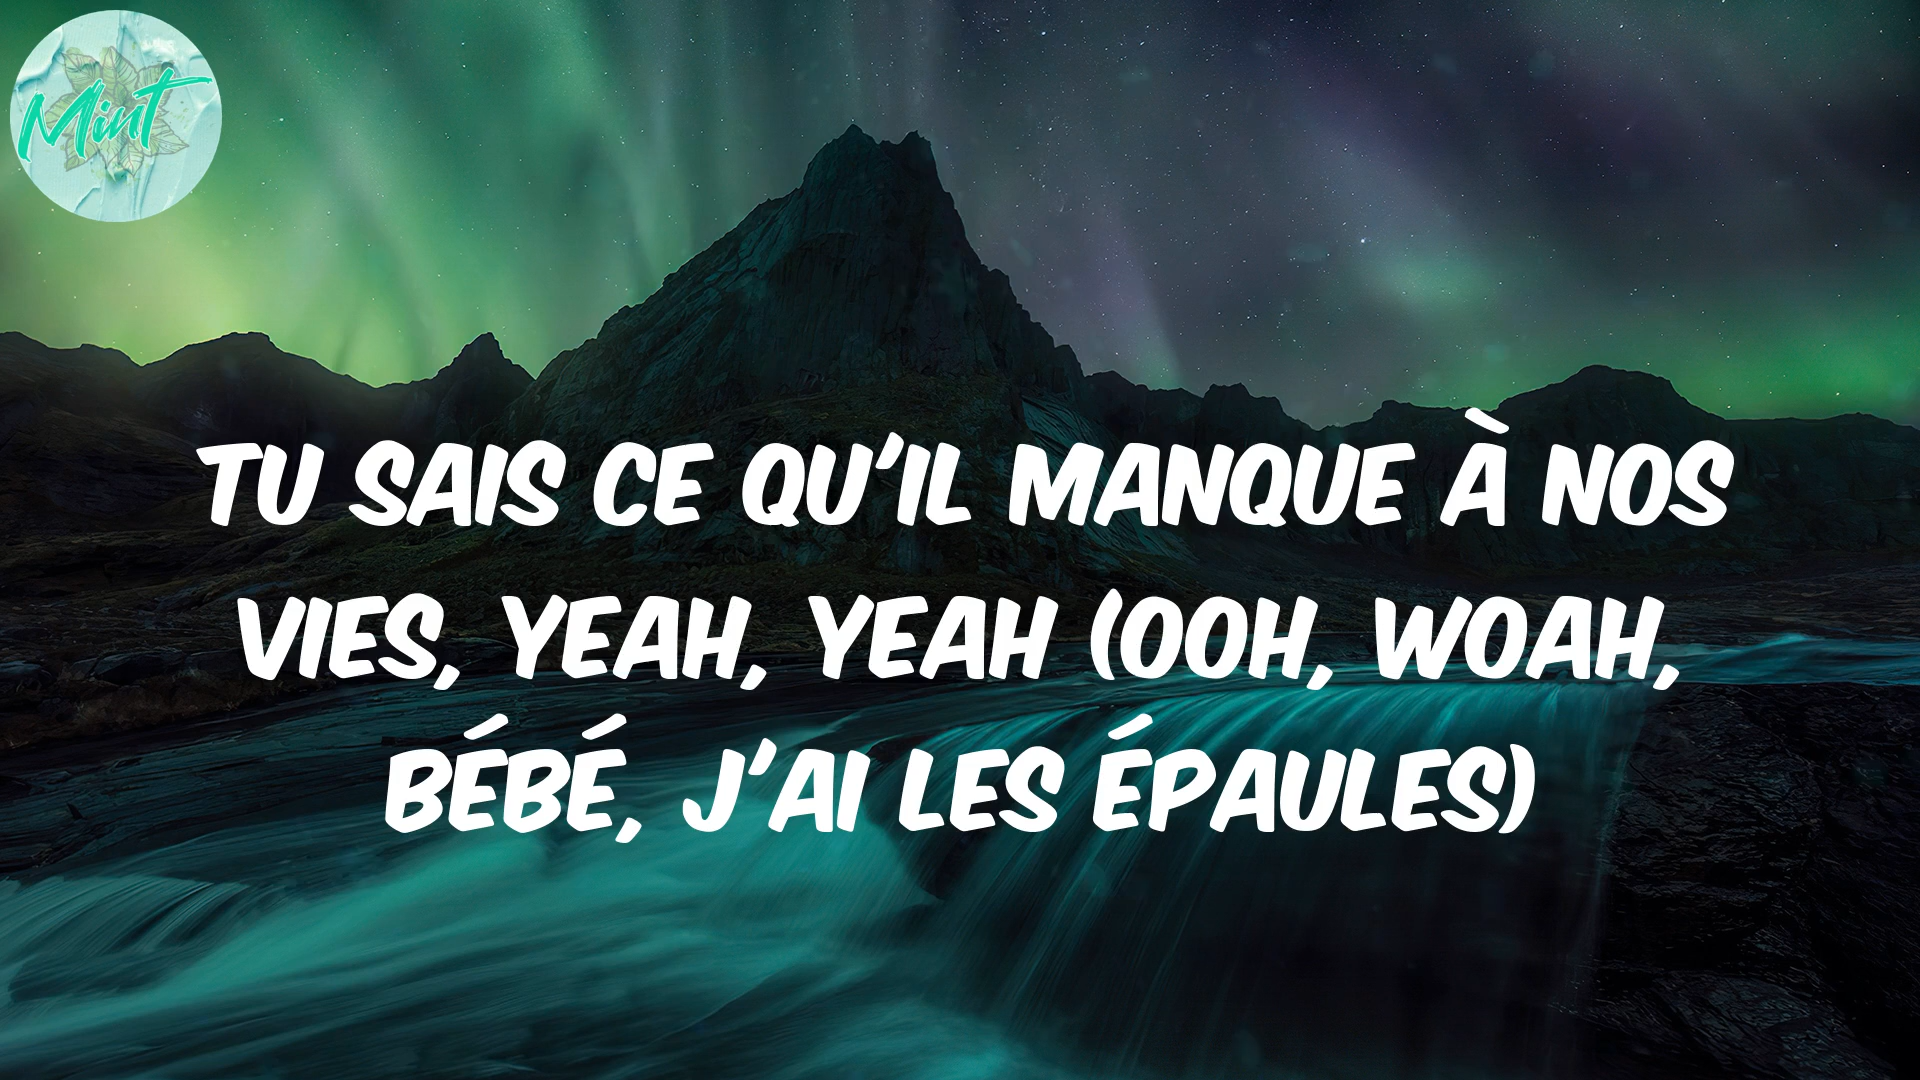 Mint
TU SAIS CE QU'IL MANQUE À NOS
VIES, YEAH, YEAH (OOH, WOAH,
BÉBÉ, J'AI LES ÉPAULES)